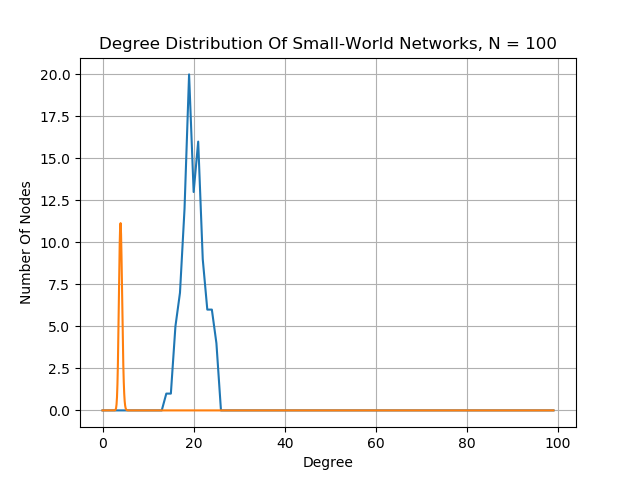 Degree Distribution Of Small-World Networks, N = 100
20.0
17.5
15.0
12.5
10.0
7.5
5.0
2.5
0.0
Number Of Nodes
0 20 40 60 80 100
Degree